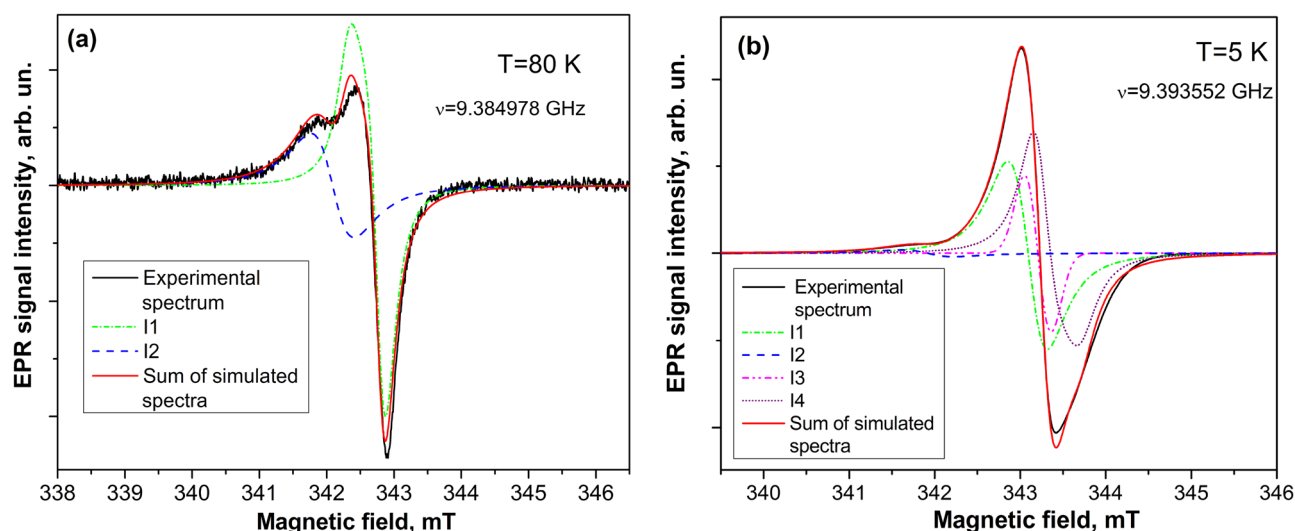 (a)
T=80 K
ν=9.384978 GHz
EPR signal intensity, arb. un.
Experimental
spectrum
I1
I2
Sum of simulated
spectra
338 339 340 341 342 343 344 345 346
Magnetic field, mT
(b)
T=5 K
ν=9.393552 GHz
EPR signal intensity, arb. un.
Experimental
spectrum
I1
I2
I3
I4
Sum of simulated
spectra
340 341 342 343 344 345 346
Magnetic field, mT